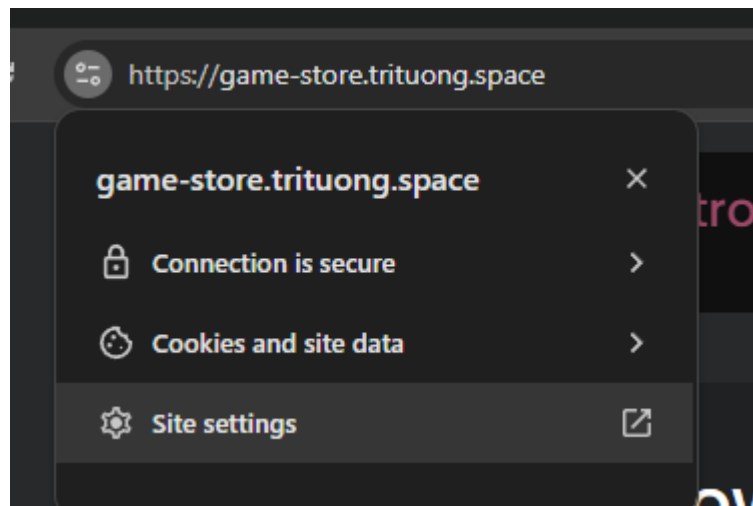 https://game-store.trituong.space
game-store.trituong.space
Connection is secure
Cookies and site data
Site settings